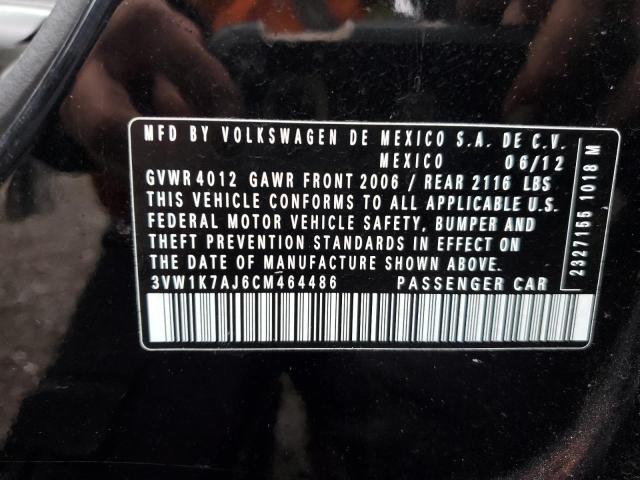 MFD BY VOLKSWAGEN DE MEXICO S.A. DE C.V.
MEXICO 06/12
GVWR 4012 GAWR FRONT 2006 / REAR 2116 LBS
THIS VEHICLE CONFORMS TO ALL APPLICABLE U.S.
FEDERAL MOTOR VEHICLE SAFETY, BUMPER AND
THEFT PREVENTION STANDARDS IN EFFECT ON
THE DATE OF MANUFACTURE SHOWN ABOVE.
3VW1K7AJ6CM464486 PASSENGER CAR
2327155 1018 M